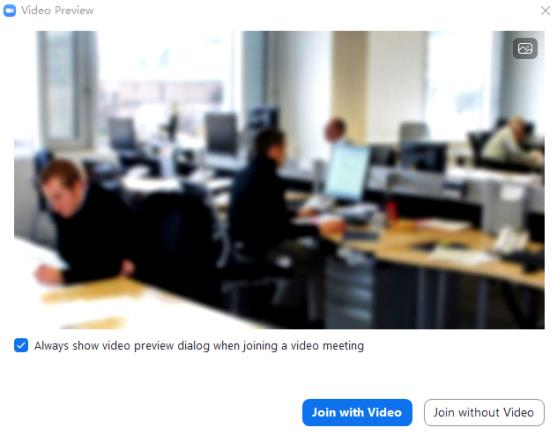 Video Preview
Always show video preview dialog when joining a video meeting
Join with Video
Join without Video